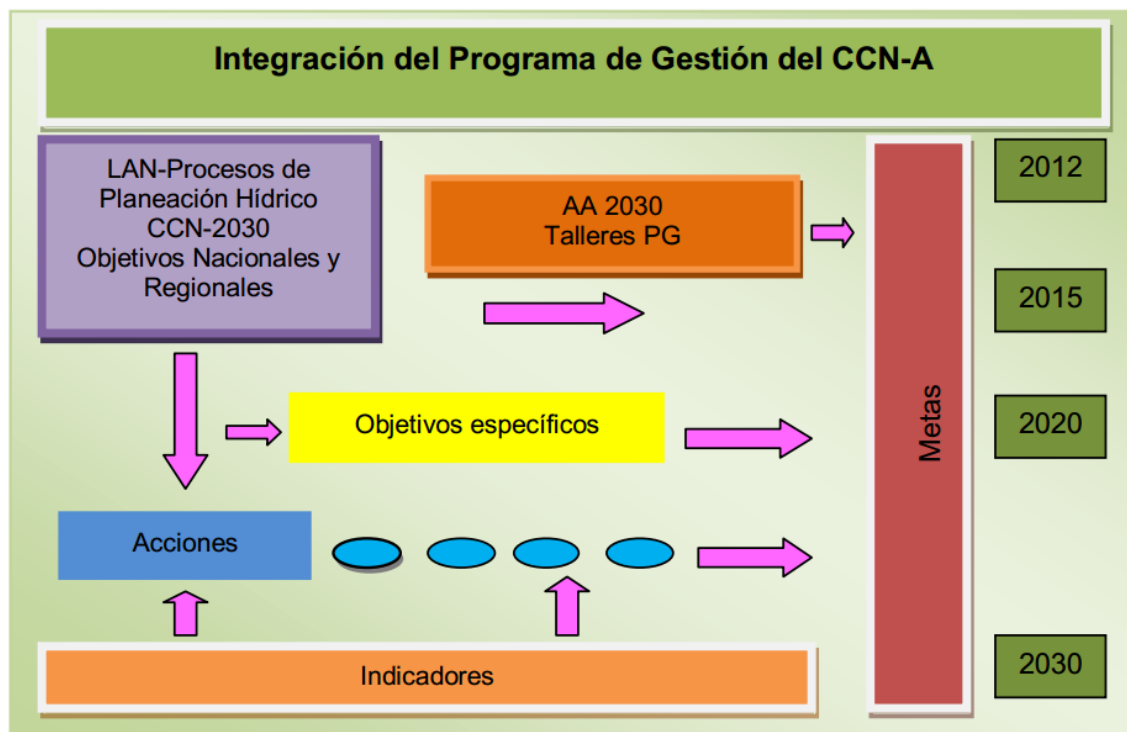 Integración del Programa de Gestión del CCN-A
LAN-Procesos de
Planeación Hídrico
CCN-2030
Objetivos Nacionales y
Regionales
AA 2030
Talleres PG
Objetivos específicos
Acciones
Indicadores
Metas
2012
2015
2020
2030